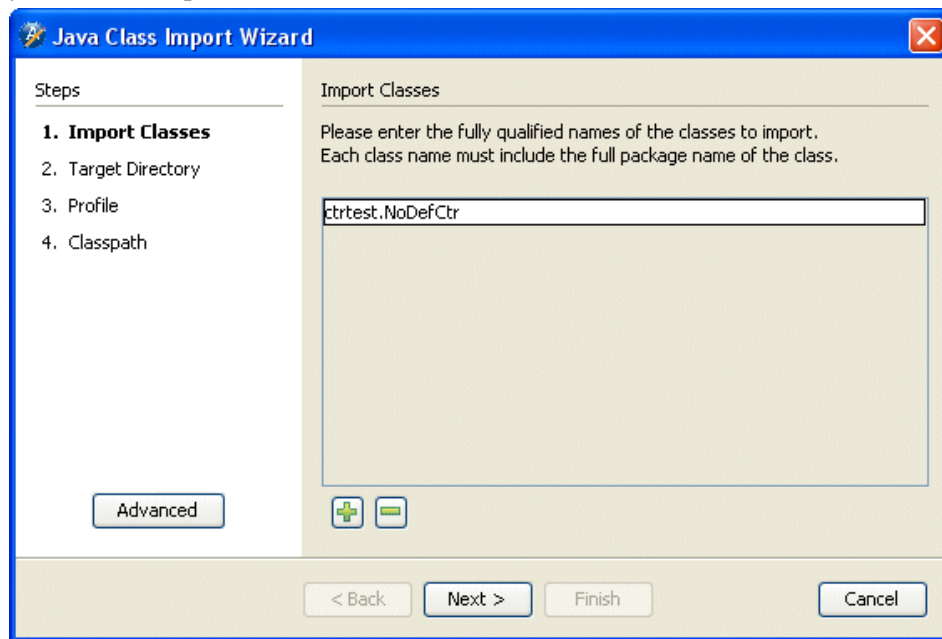 Java Class Import Wizard
Steps
1. Import Classes
2. Target Directory
3. Profile
4. Classpath
Advanced
Import Classes
Please enter the fully qualified names of the classes to import.
Each class name must include the full package name of the class.
ctrtest.NoDefCtr
< Back
Next >
Finish
Cancel